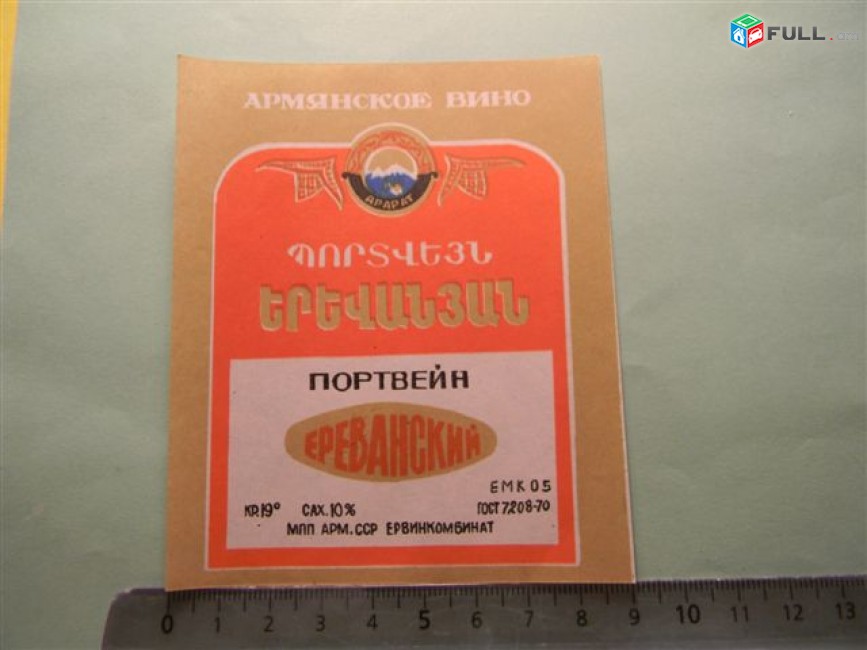 FULL.am
АРМЯНСКОЕ ВИНО
АРАРАТ
ՊՈՐՏՎԵՅՆ
ԵՐԵՎԱՆՅԱՆ
ПОРТВЕЙН
ЕРЕВАНСКИЙ
ЕМК 05
КР.19° САХ.10% ГОСТ 7208-70
МПП АРМ.ССР ЕРВИНКОМБИНАТ
0 1 2 3 4 5 6 7 8 9 10 11 12 13